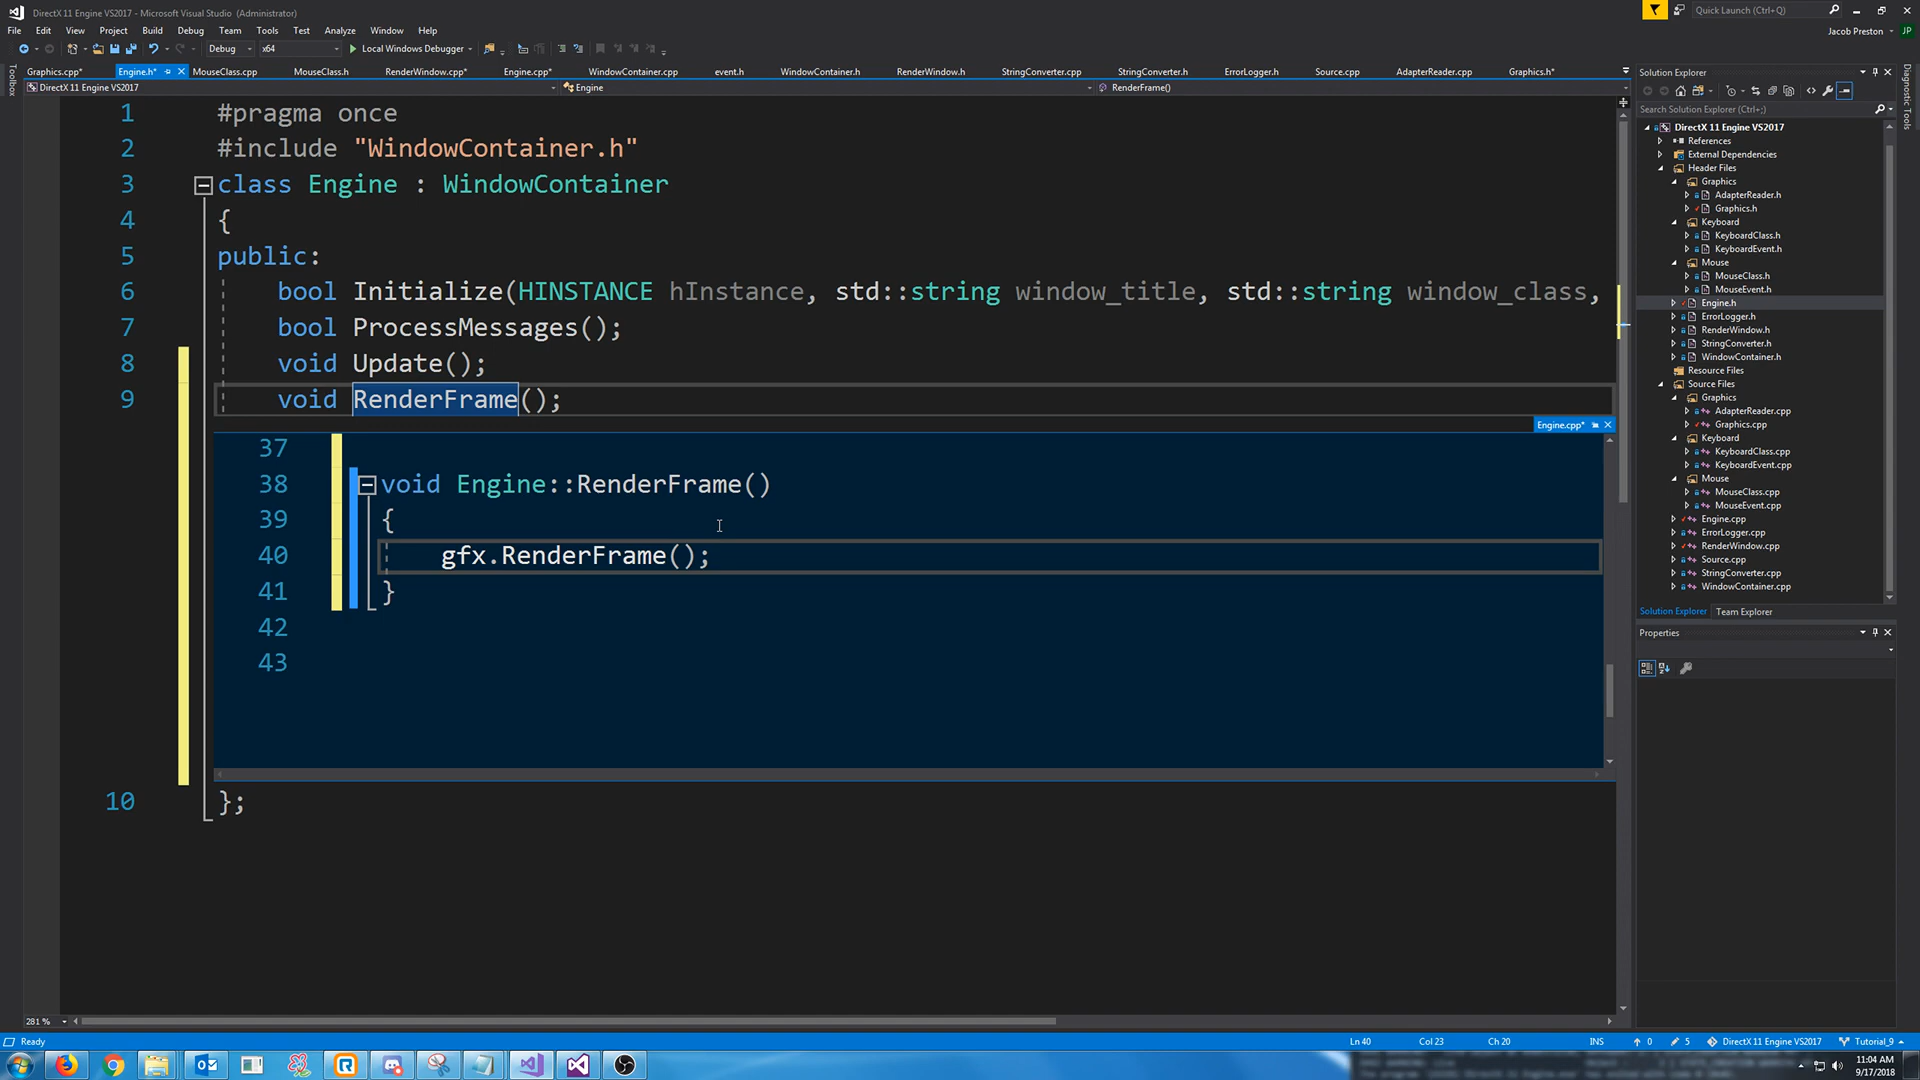 DirectX 11 Engine VS2017 - Microsoft Visual Studio (Administrator)
Quick Launch (Ctrl+Q)
File Edit View Project Build Debug Team Tools Test Analyze Window Help
Jacob Preston JP
Debug x64 Local Windows Debugger
Toolbox
Graphics.cpp* Engine.h* MouseClass.cpp MouseClass.h RenderWindow.cpp* Engine.cpp* WindowContainer.cpp event.h WindowContainer.h RenderWindow.h StringConverter.cpp StringConverter.h ErrorLogger.h Source.cpp AdapterReader.cpp Graphics.h*
DirectX 11 Engine VS2017 Engine RenderFrame()
1 #pragma once
2 #include "WindowContainer.h"
3 class Engine : WindowContainer
4 {
5 public:
6 bool Initialize(HINSTANCE hInstance, std::string window_title, std::string window_class,
7 bool ProcessMessages();
8 void Update();
9 void RenderFrame();
Engine.cpp*
37
38 void Engine::RenderFrame()
39 {
40 gfx.RenderFrame();
41 }
42
43
10 };
281 %
Solution Explorer
Search Solution Explorer (Ctrl+;)
DirectX 11 Engine VS2017
References
External Dependencies
Header Files
Graphics
AdapterReader.h
Graphics.h
Keyboard
KeyboardClass.h
KeyboardEvent.h
Mouse
MouseClass.h
MouseEvent.h
Engine.h
ErrorLogger.h
RenderWindow.h
StringConverter.h
WindowContainer.h
Resource Files
Source Files
Graphics
AdapterReader.cpp
Graphics.cpp
Keyboard
KeyboardClass.cpp
KeyboardEvent.cpp
Mouse
MouseClass.cpp
MouseEvent.cpp
Engine.cpp
ErrorLogger.cpp
RenderWindow.cpp
Source.cpp
StringConverter.cpp
WindowContainer.cpp
Solution Explorer Team Explorer
Properties
Diagnostic Tools
Ready Ln 40 Col 23 Ch 20 INS 0 5 DirectX 11 Engine VS2017 Tutorial_9
11:04 AM
9/17/2018